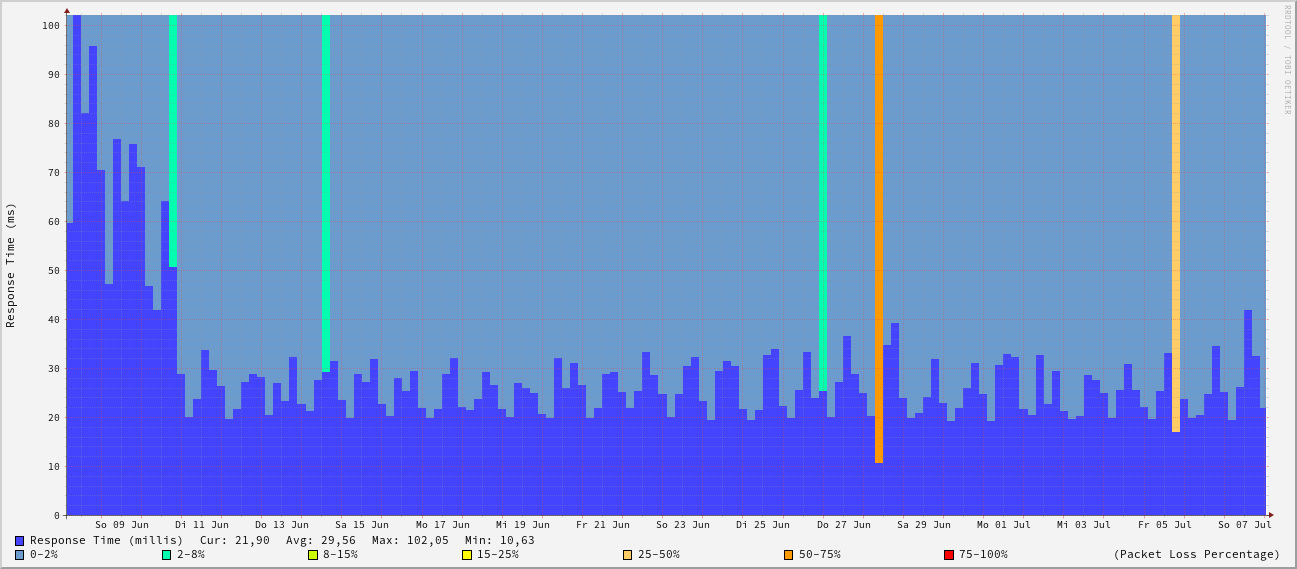 RRDTOOL / TOBI OETIKER
Response Time (ms)
100
90
80
70
60
50
40
30
20
10
0
So 09 Jun Di 11 Jun Do 13 Jun Sa 15 Jun Mo 17 Jun Mi 19 Jun Fr 21 Jun So 23 Jun Di 25 Jun Do 27 Jun Sa 29 Jun Mo 01 Jul Mi 03 Jul Fr 05 Jul So 07 Jul
Response Time (millis) Cur: 21,90 Avg: 29,56 Max: 102,05 Min: 10,63
0-2% 2-8% 8-15% 15-25% 25-50% 50-75% 75-100% (Packet Loss Percentage)